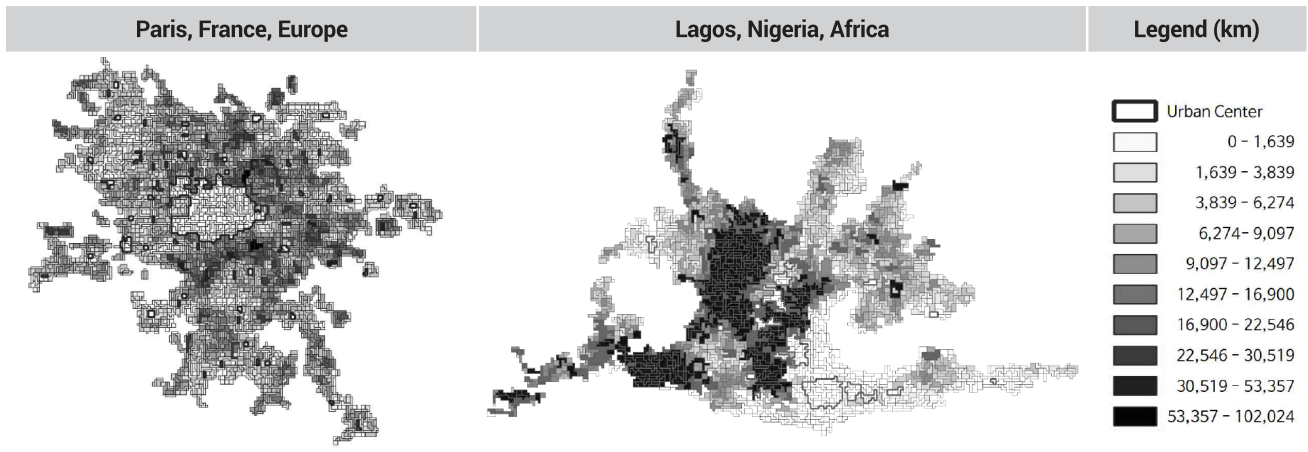 Paris, France, Europe
Lagos, Nigeria, Africa
Legend (km)
Urban Center
0 – 1,639
1,639 – 3,839
3,839 – 6,274
6,274– 9,097
9,097 – 12,497
12,497 – 16,900
16,900 – 22,546
22,546 – 30,519
30,519 – 53,357
53,357 – 102,024